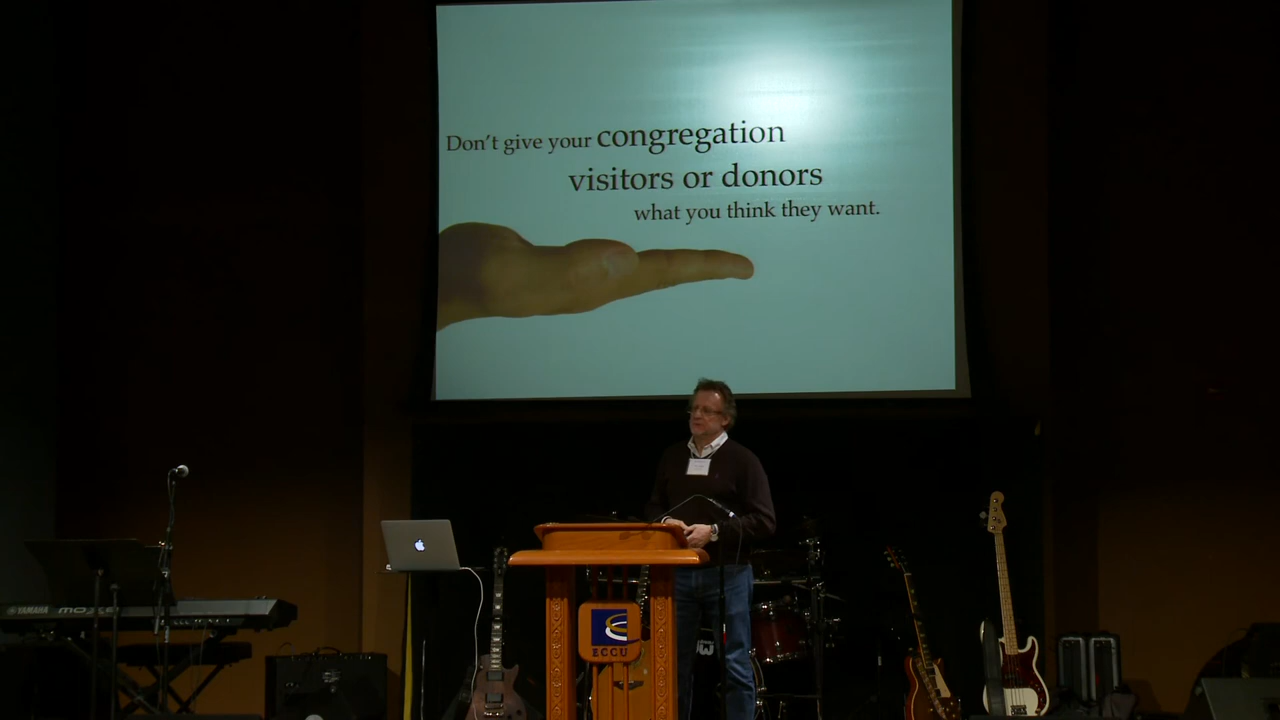 Don't give your congregation
visitors or donors
what you think they want.
YAMAHA
ECCU